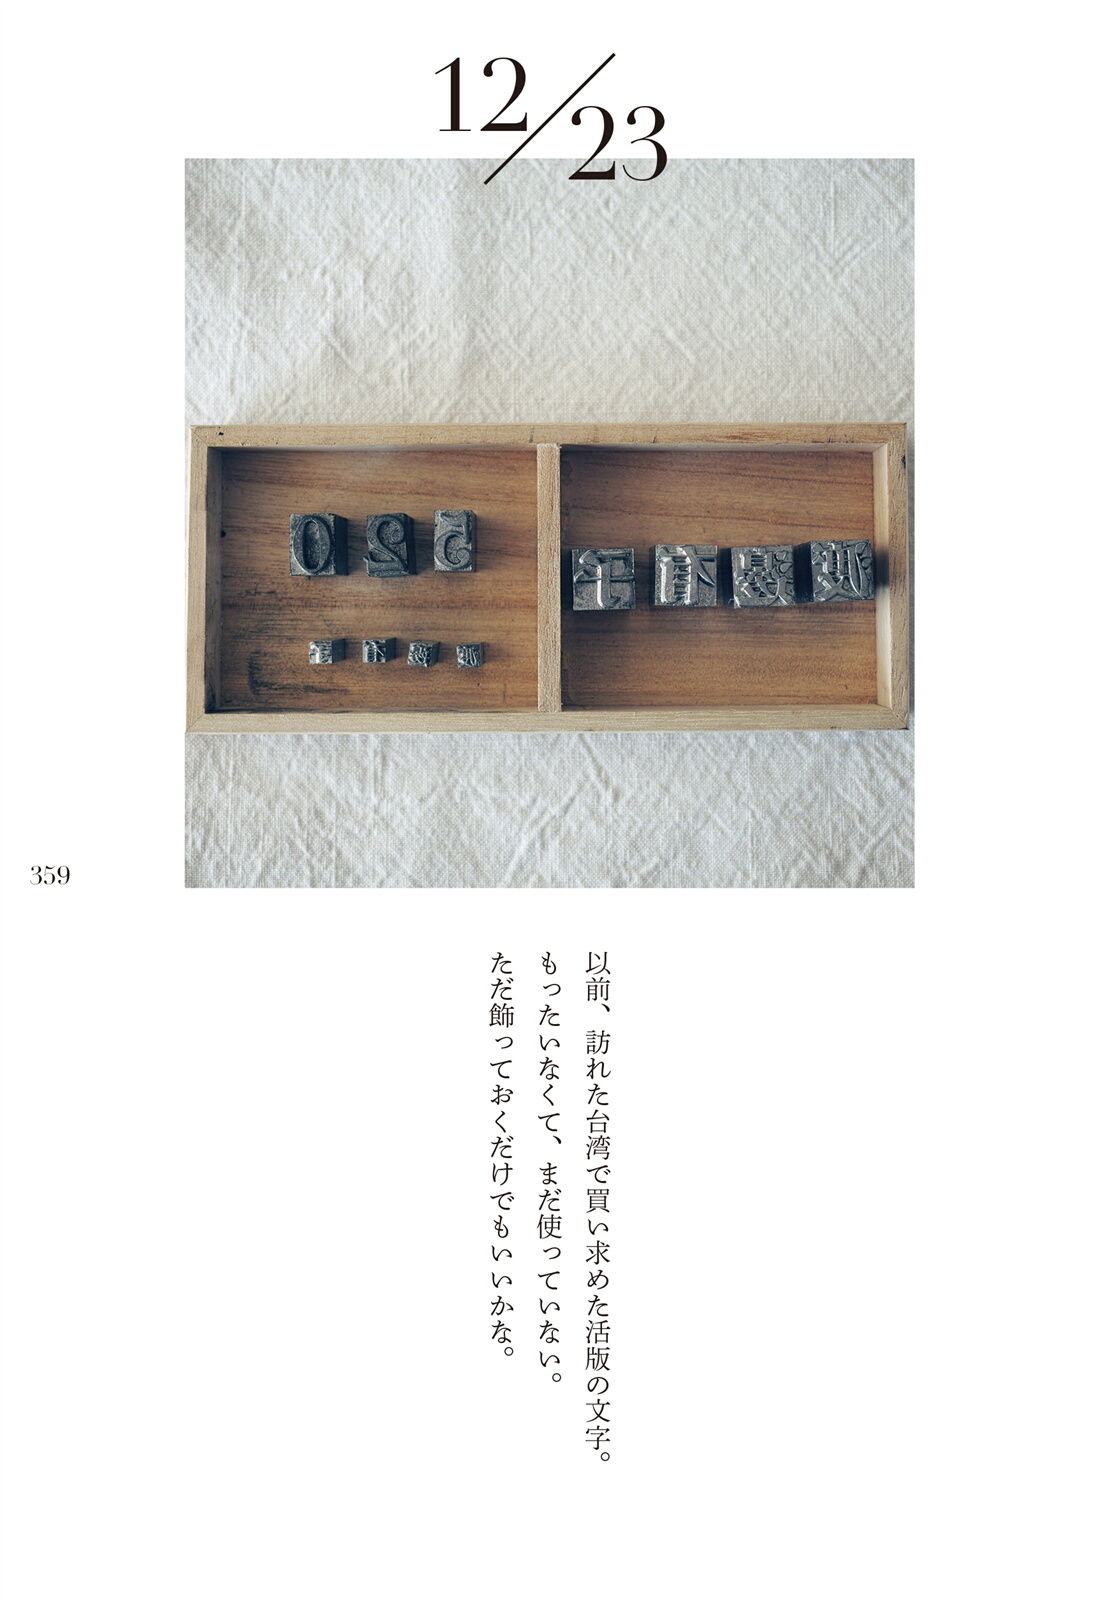 12/23
520
以前、訪れた台湾で買い求めた活版の文字。
もったいなくて、まだ使っていない。
ただ飾っておくだけでもいいかな。
359